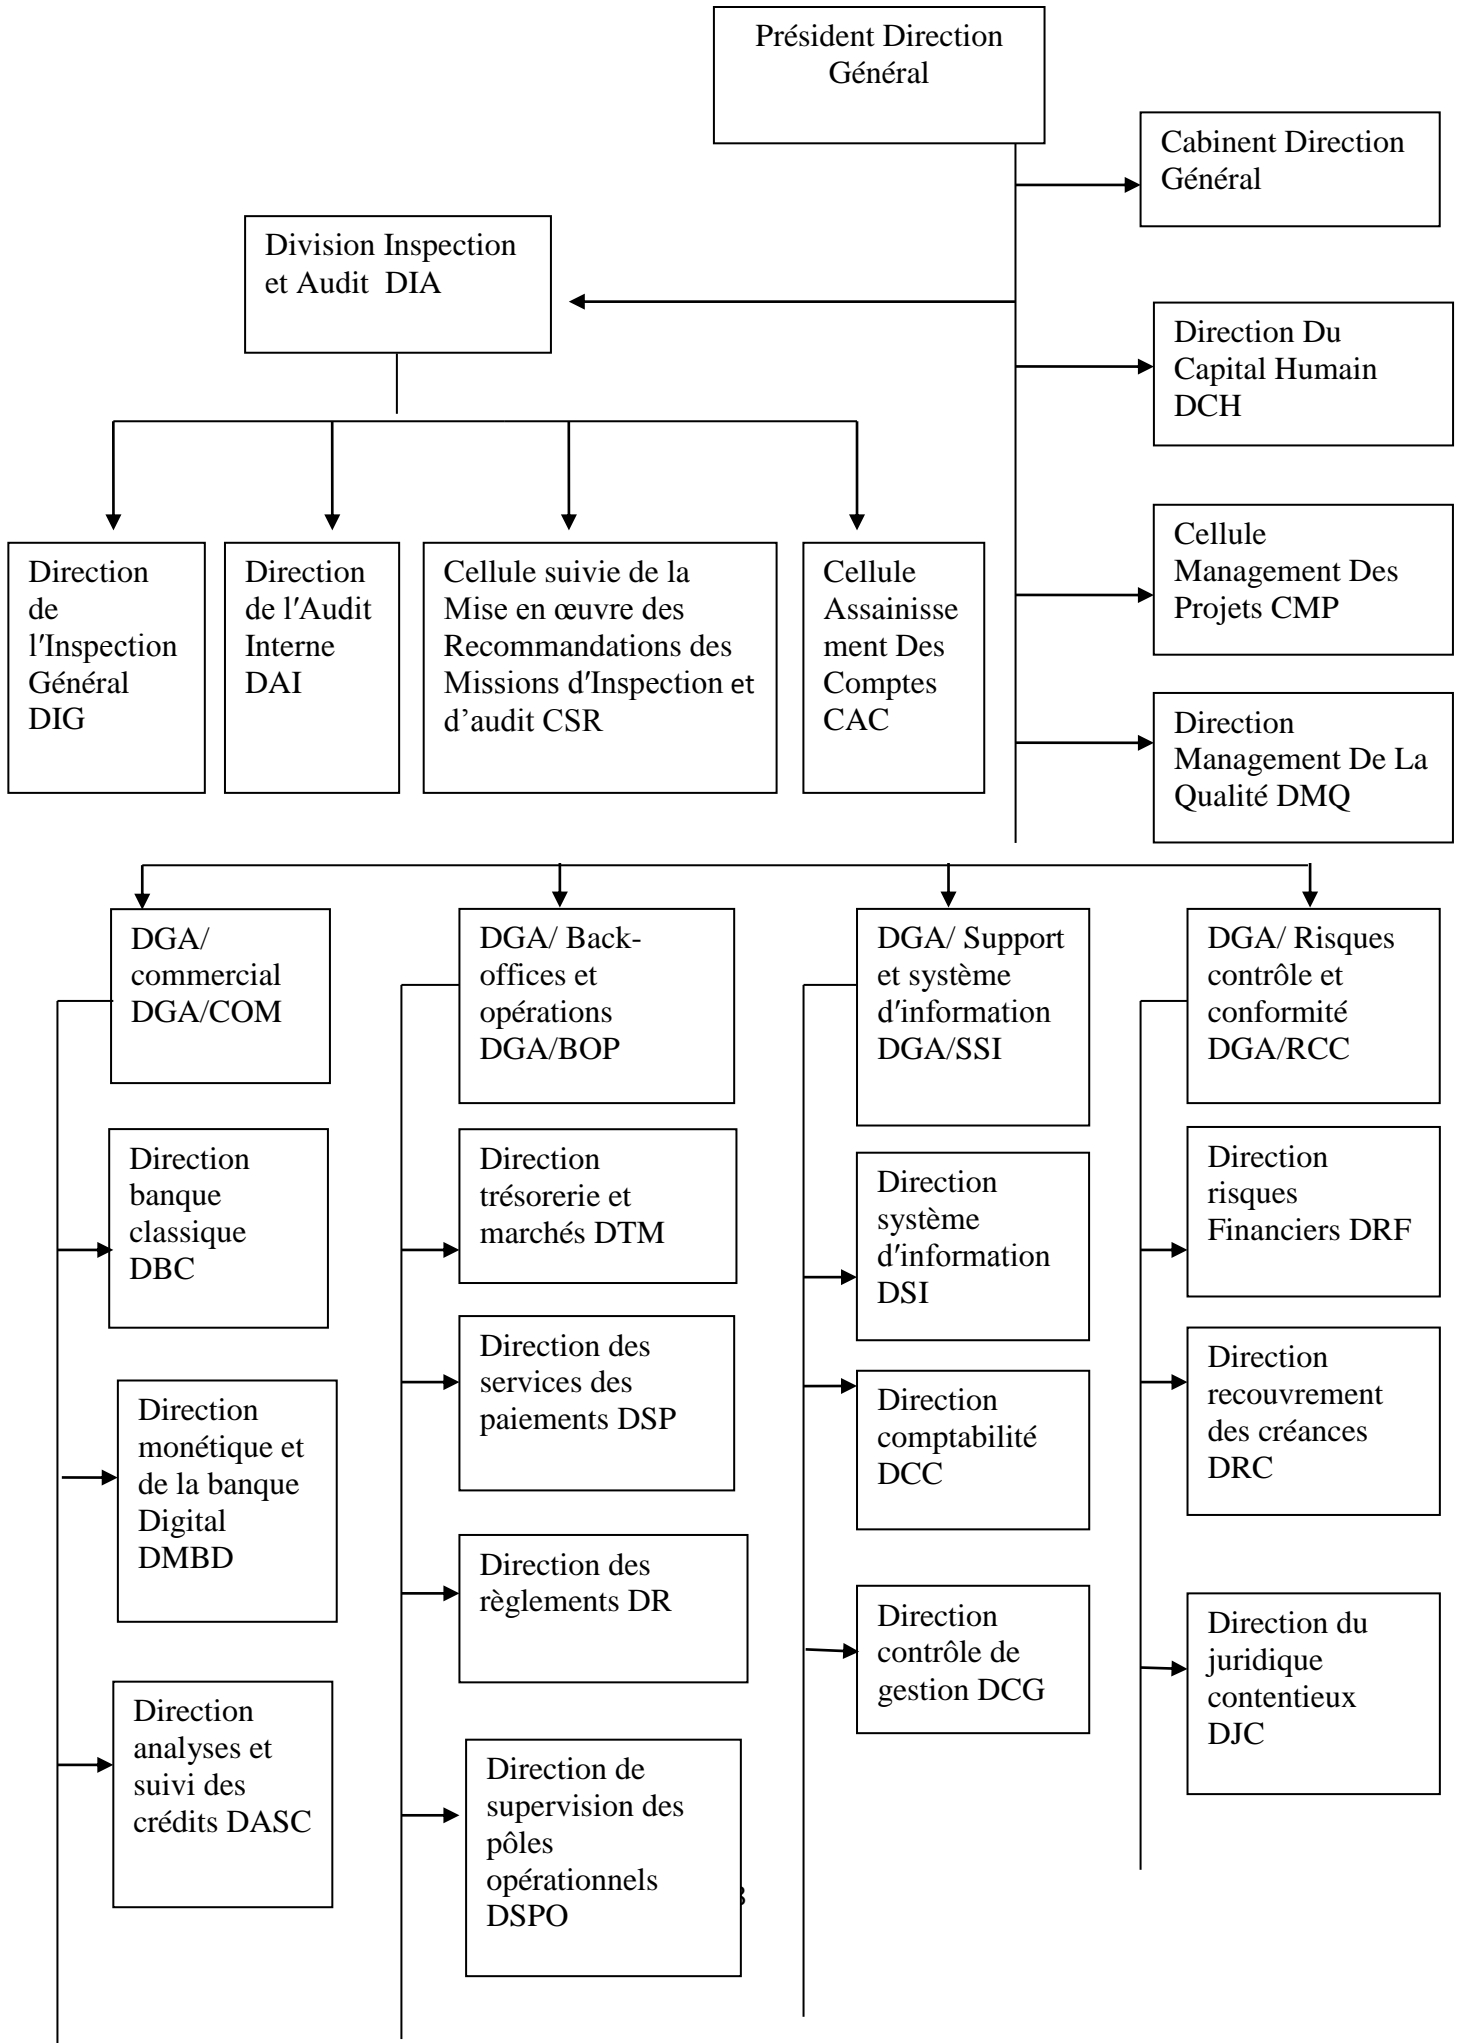 Président Direction
Général
Cabinent Direction
Général
Division Inspection
et Audit  DIA
Direction Du
Capital Humain
DCH
Cellule
Management Des
Projets CMP
Direction
Management De La
Qualité DMQ
Direction
de
l'Inspection
Général
DIG
Direction
de l'Audit
Interne
DAI
Cellule suivie de la
Mise en œuvre des
Recommandations des
Missions d'Inspection et
d’audit CSR
Cellule
Assainisse
ment Des
Comptes
CAC
DGA/
commercial
DGA/COM
Direction
banque
classique
DBC
Direction
monétique et
de la banque
Digital
DMBD
Direction
analyses et
suivi des
crédits DASC
DGA/ Back-
offices et
opérations
DGA/BOP
Direction
trésorerie et
marchés DTM
Direction des
services des
paiements DSP
Direction des
règlements DR
Direction de
supervision des
pôles
opérationnels
DSPO
DGA/ Support
et système
d'information
DGA/SSI
Direction
système
d'information
DSI
Direction
comptabilité
DCC
Direction
contrôle de
gestion DCG
DGA/ Risques
contrôle et
conformité
DGA/RCC
Direction
risques
Financiers DRF
Direction
recouvrement
des créances
DRC
Direction du
juridique
contentieux
DJC